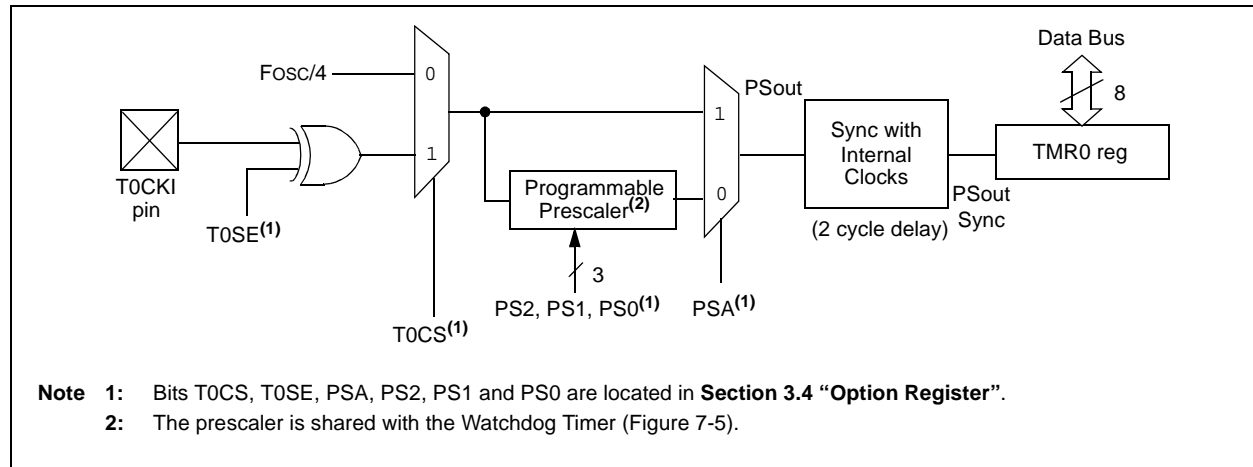 Data Bus
FOSC/4
0
8
PSout
1
1
Sync with
Internal
Clocks
TMR0 reg
T0CKI
pin
Programmable
Prescaler(2)
0
PSout
Sync
T0SE(1)
(2 cycle delay)
3
PS2, PS1, PS0(1)
PSA(1)
T0CS(1)
Note 1: Bits T0CS, T0SE, PSA, PS2, PS1 and PS0 are located in Section 3.4 “Option Register”.
2: The prescaler is shared with the Watchdog Timer (Figure 7-5).